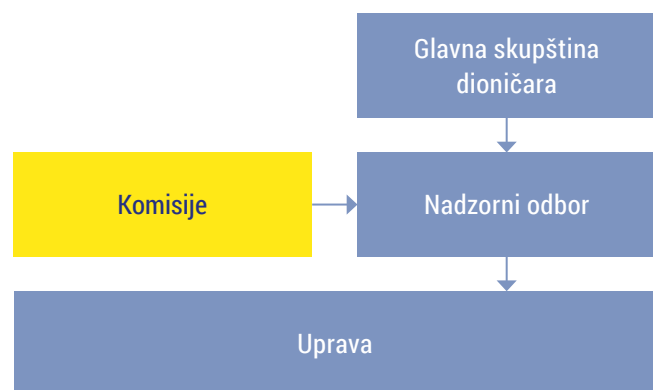 Glavna skupština
dioničara
Komisije
Nadzorni odbor
Uprava